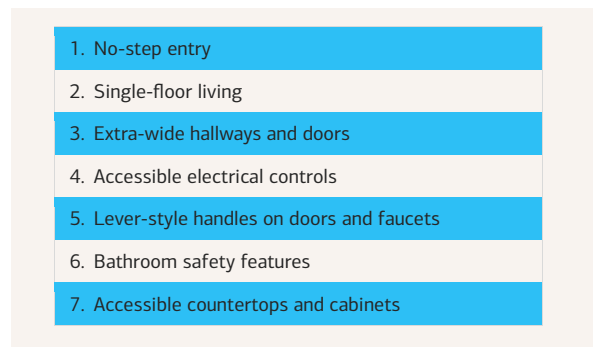 1. No-step entry
2. Single-floor living
3. Extra-wide hallways and doors
4. Accessible electrical controls
5. Lever-style handles on doors and faucets
6. Bathroom safety features
7. Accessible countertops and cabinets